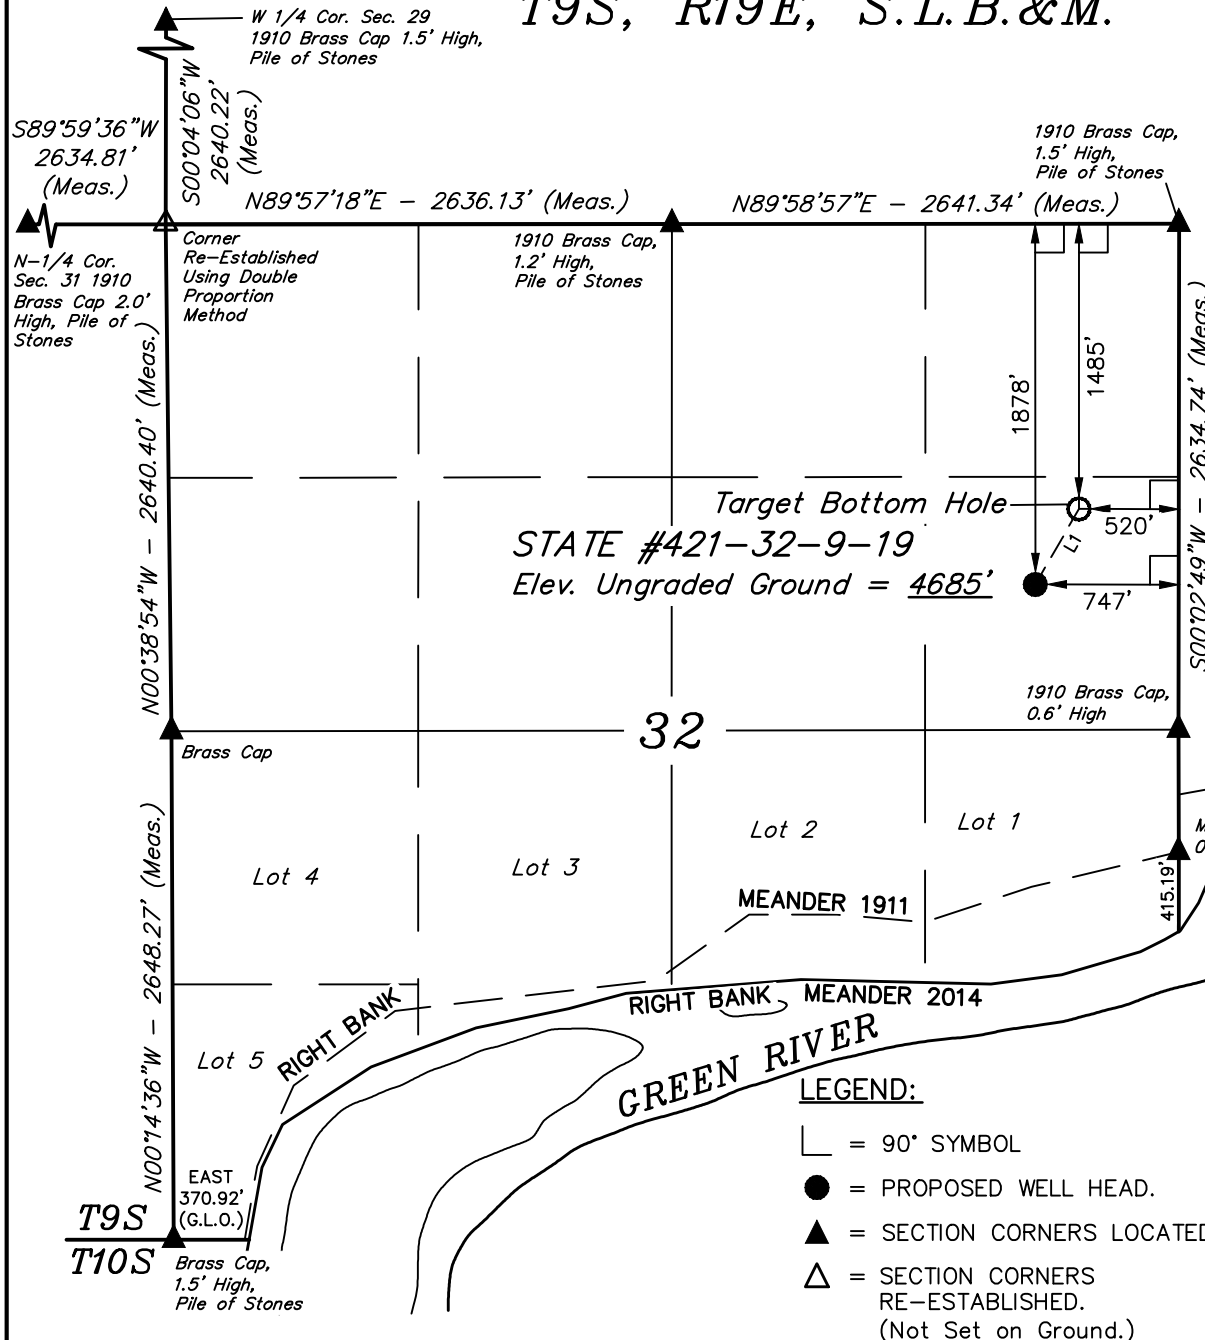 T9S, R19E, S.L.B.&M.
W 1/4 Cor. Sec. 29
1910 Brass Cap 1.5' High,
Pile of Stones
S00°04'06"W
2640.22'
(Meas.)
S89°59'36"W
2634.81'
(Meas.)
1910 Brass Cap,
1.5' High,
Pile of Stones
N89°57'18"E - 2636.13' (Meas.)
N89°58'57"E - 2641.34' (Meas.)
N-1/4 Cor.
Sec. 31 1910
Brass Cap 2.0'
High, Pile of
Stones
Corner
Re-Established
Using Double
Proportion
Method
1910 Brass Cap,
1.2' High,
Pile of Stones
N00°38'54"W - 2640.40' (Meas.)
1878'
1485'
S00°02'49"W - 2634.74' (Meas.)
Target Bottom Hole
520'
L1
STATE #421-32-9-19
Elev. Ungraded Ground = 4685'
747'
1910 Brass Cap,
0.6' High
32
Brass Cap
Lot 2
Lot 1
Lot 4
Lot 3
M
0
415.19'
N00°14'36"W - 2648.27' (Meas.)
MEANDER 1911
RIGHT BANK
RIGHT BANK MEANDER 2014
Lot 5
GREEN RIVER
EAST
370.92'
(G.L.O.)
T9S
T10S
Brass Cap,
1.5' High,
Pile of Stones
LEGEND:
= 90° SYMBOL
= PROPOSED WELL HEAD.
= SECTION CORNERS LOCATED
= SECTION CORNERS
RE-ESTABLISHED.
(Not Set on Ground.)